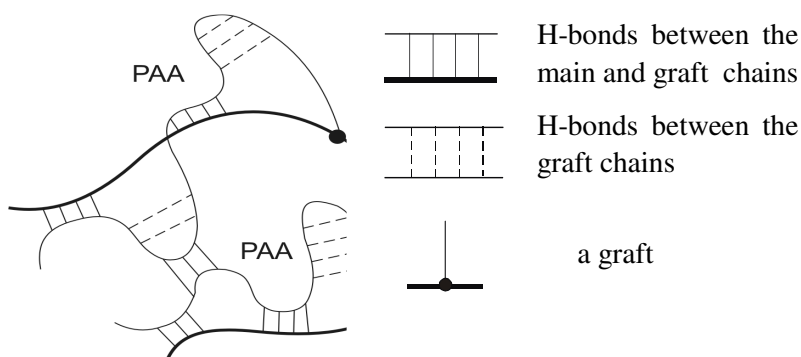 PAA
PAA
H-bonds between the
main and graft chains
H-bonds between the
graft chains
a graft